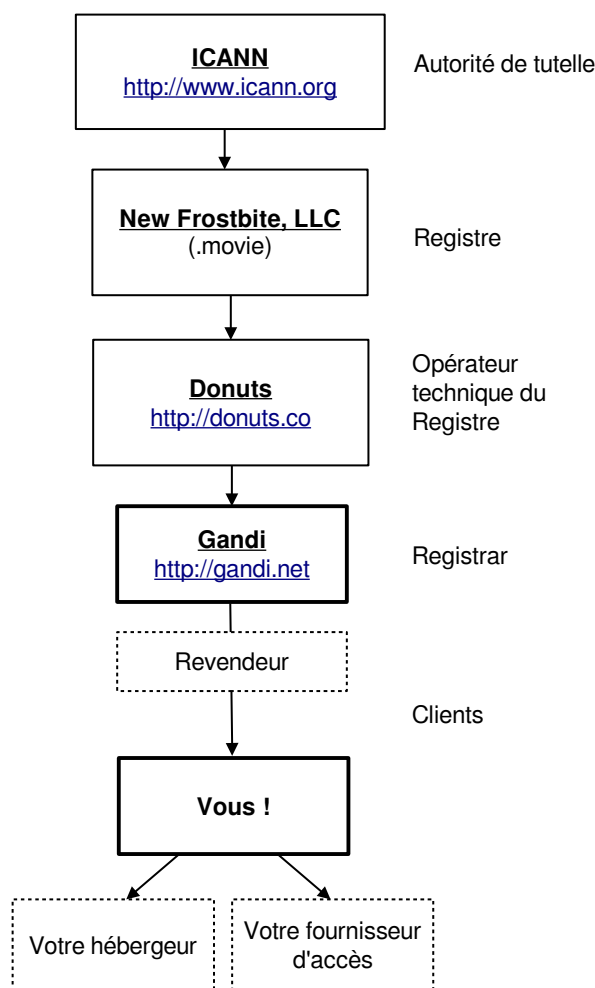 ICANN
http://www.icann.org
Autorité de tutelle
New Frostbite, LLC
(.movie)
Registre
Donuts
http://donuts.co
Opérateur
technique du
Registre
Gandi
http://gandi.net
Registrar
Revendeur
Clients
Vous !
Votre hébergeur
Votre fournisseur
d'accès